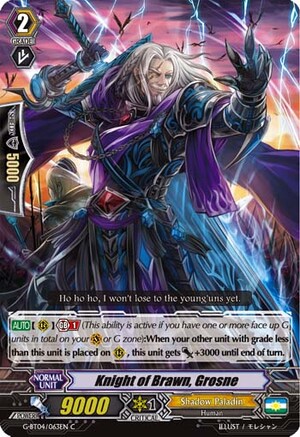 2
GRADE
5000
Ho ho ho, I won't lose to the young'uns yet.
AUTO [ 1 1 ] (This ability is active if you have one or more face up G
units in total on your or G zone):When your other unit with grade less
than this unit is placed on , this unit gets +3000 until end of turn.
NORMAL UNIT
Knight of Brawn, Grosne
POWER
9000
1
CRITICAL
Shadow Paladin
Human
G-BT04/063EN C
ILLUST / モレシャン